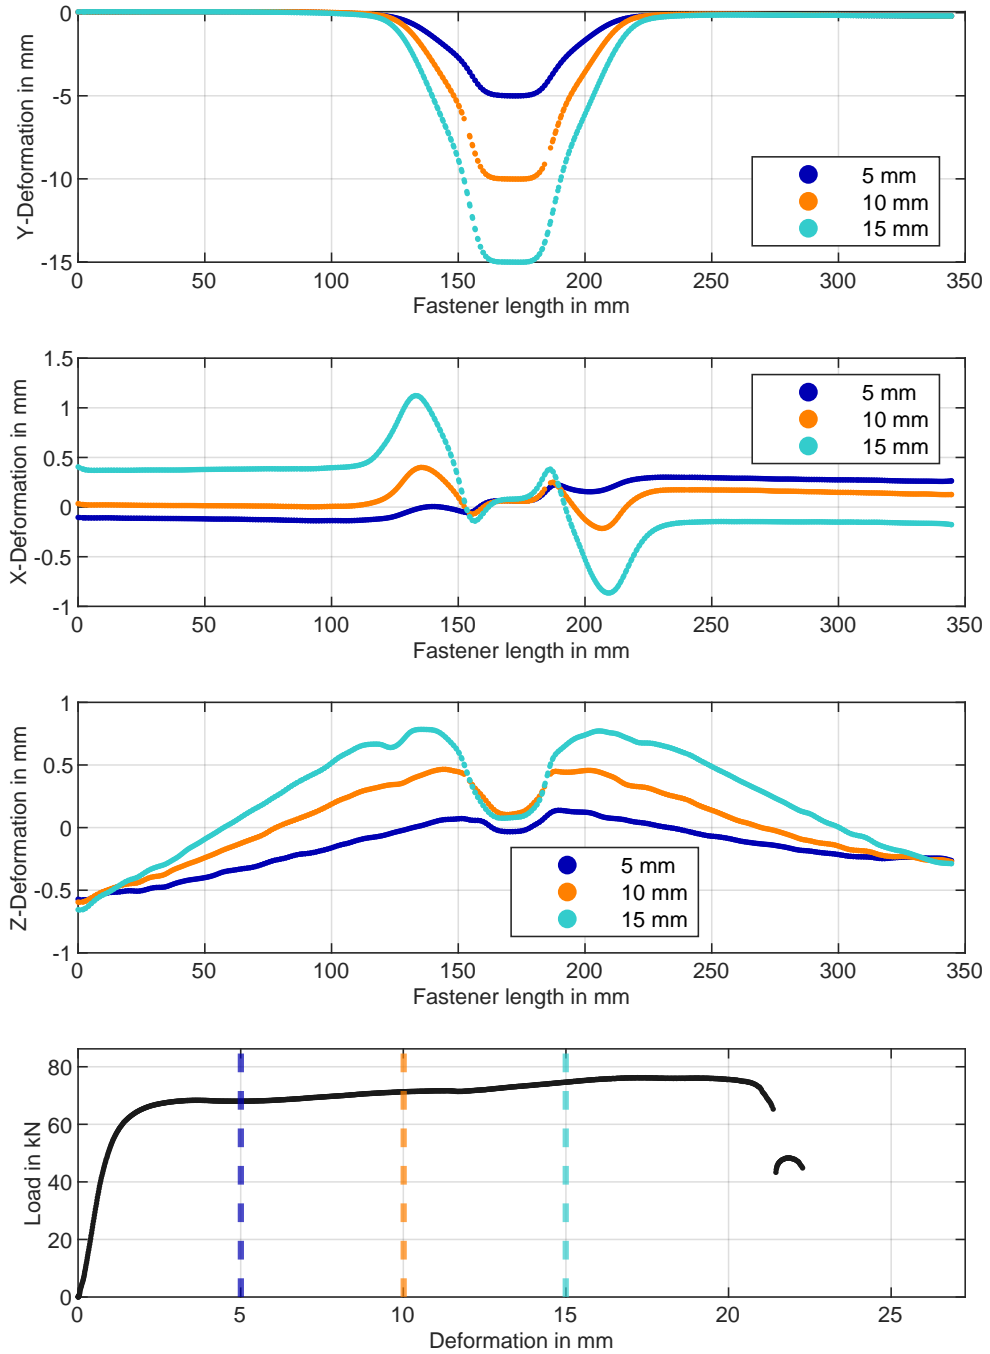 Y-Deformation in mm
0
-5
-10
-15
5 mm
10 mm
15 mm
0 50 100 150 200 250 300 350
Fastener length in mm
X-Deformation in mm
1.5
1
0.5
0
-0.5
-1
5 mm
10 mm
15 mm
0 50 100 150 200 250 300 350
Fastener length in mm
Z-Deformation in mm
1
0.5
0
-0.5
-1
5 mm
10 mm
15 mm
0 50 100 150 200 250 300 350
Fastener length in mm
Load in kN
80
60
40
20
0
0 5 10 15 20 25
Deformation in mm